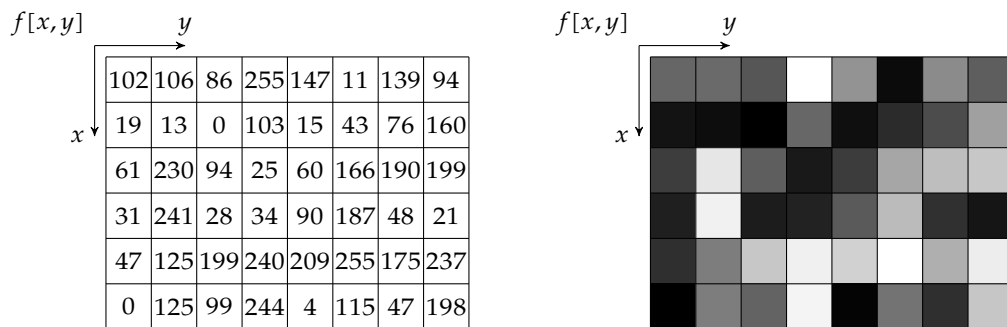 f[x, y] y f[x, y] y
x x
102 106 86 255 147 11 139 94
19 13 0 103 15 43 76 160
61 230 94 25 60 166 190 199
31 241 28 34 90 187 48 21
47 125 199 240 209 255 175 237
0 125 99 244 4 115 47 198